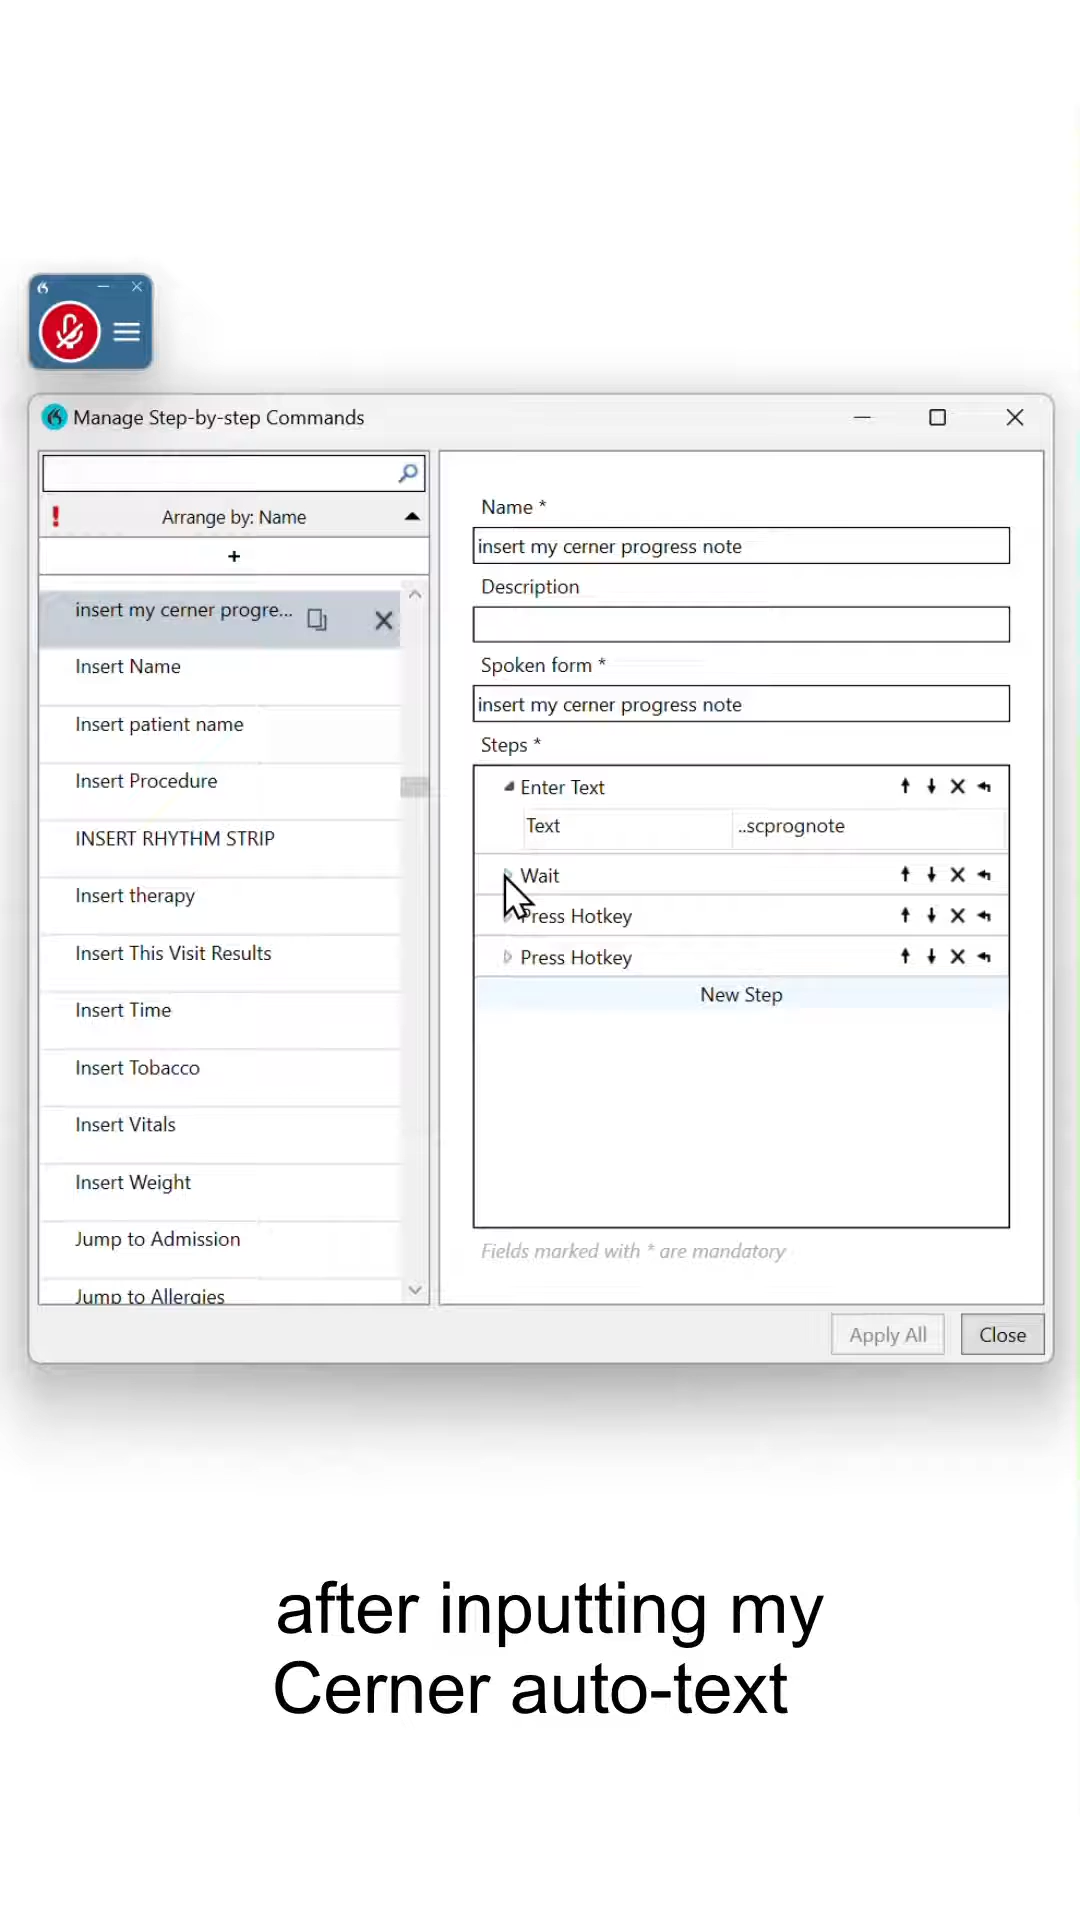 Manage Step-by-step Commands
Arrange by: Name
+
insert my cerner progre...
Insert Name
Insert patient name
Insert Procedure
INSERT RHYTHM STRIP
Insert therapy
Insert This Visit Results
Insert Time
Insert Tobacco
Insert Vitals
Insert Weight
Jump to Admission
Jump to Allergies
Name *
insert my cerner progress note
Description
Spoken form *
insert my cerner progress note
Steps *
Enter Text
Text ..scprognote
Wait
Press Hotkey
Press Hotkey
New Step
Fields marked with * are mandatory
Apply All Close
after inputting my
Cerner auto-text